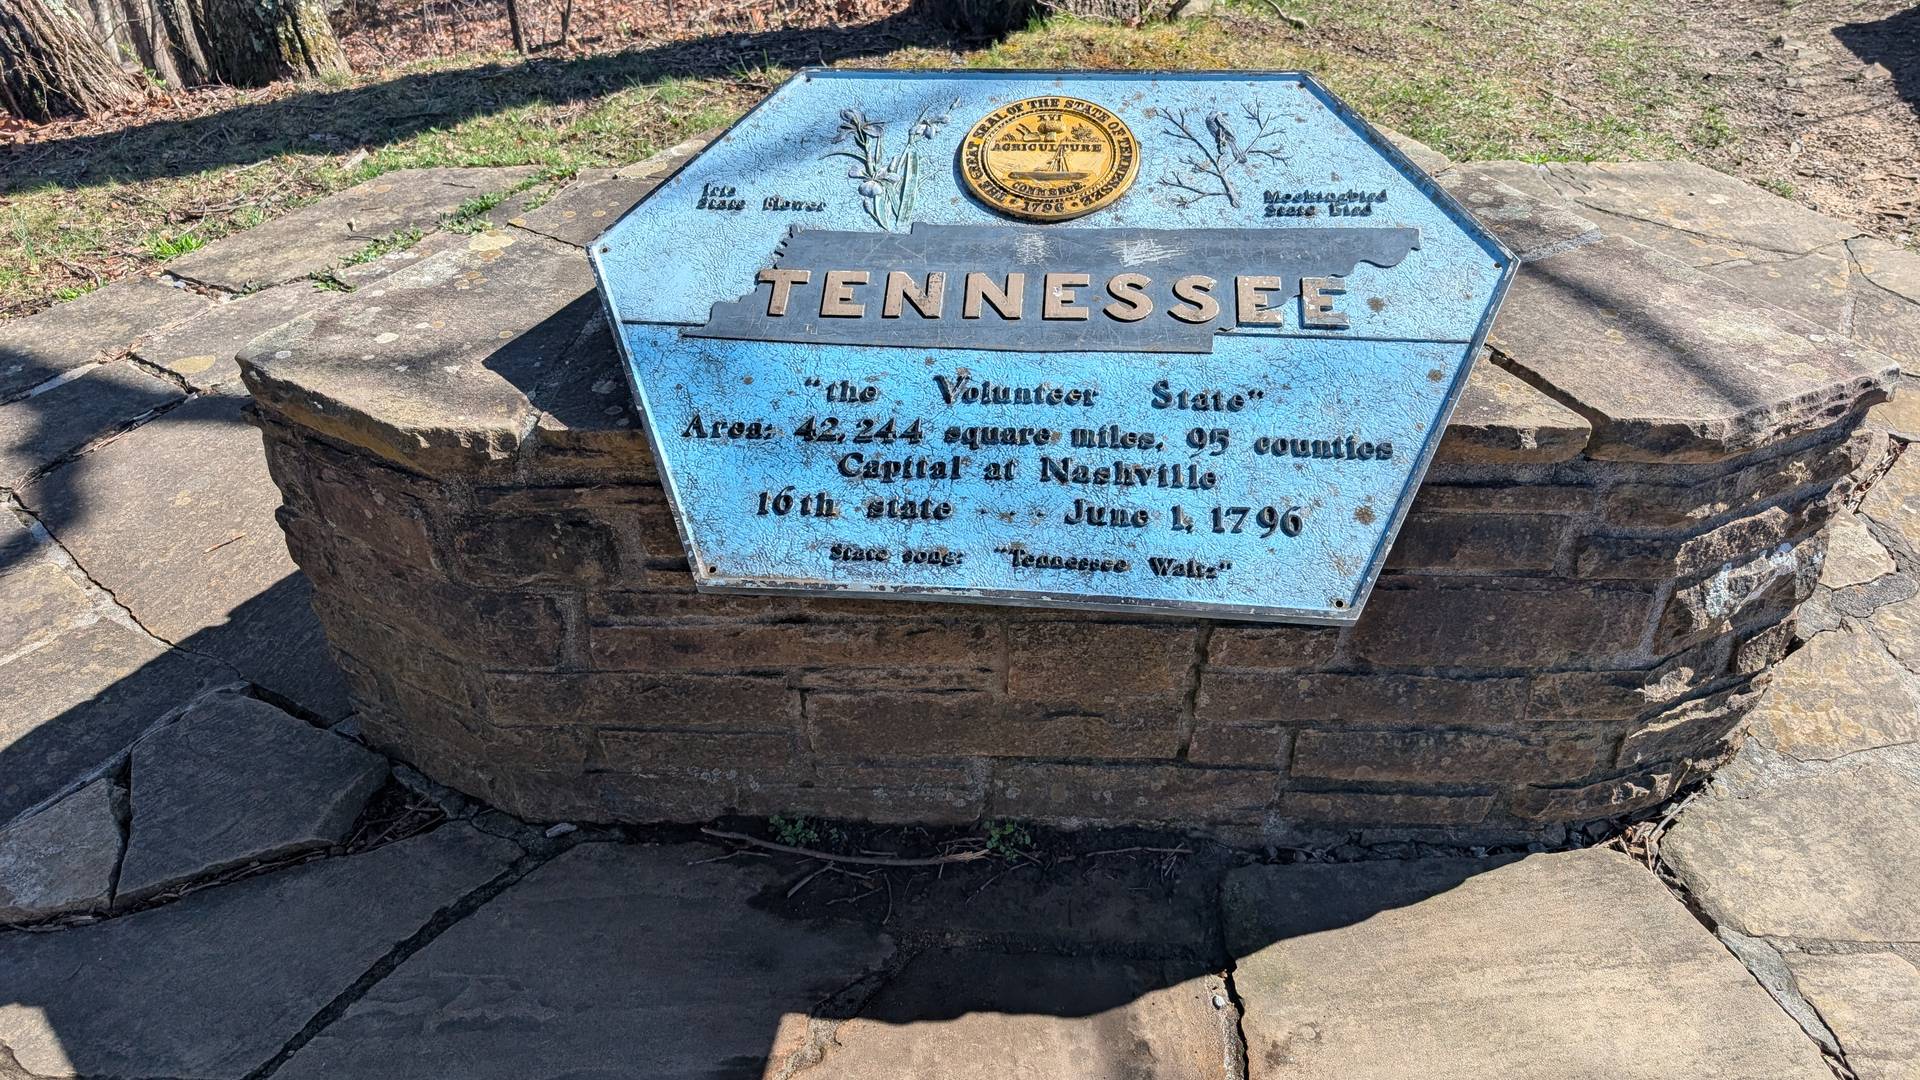 THE GREAT SEAL OF THE STATE OF TENNESSEE
XVI
AGRICULTURE
COMMERCE
1796
Iris
State Flower
Mockingbird
State Bird
TENNESSEE
"the Volunteer State"
Area: 42,244 square miles, 95 counties
Capital at Nashville
16th state - - - June 1, 1796
State song: "Tennessee Waltz"